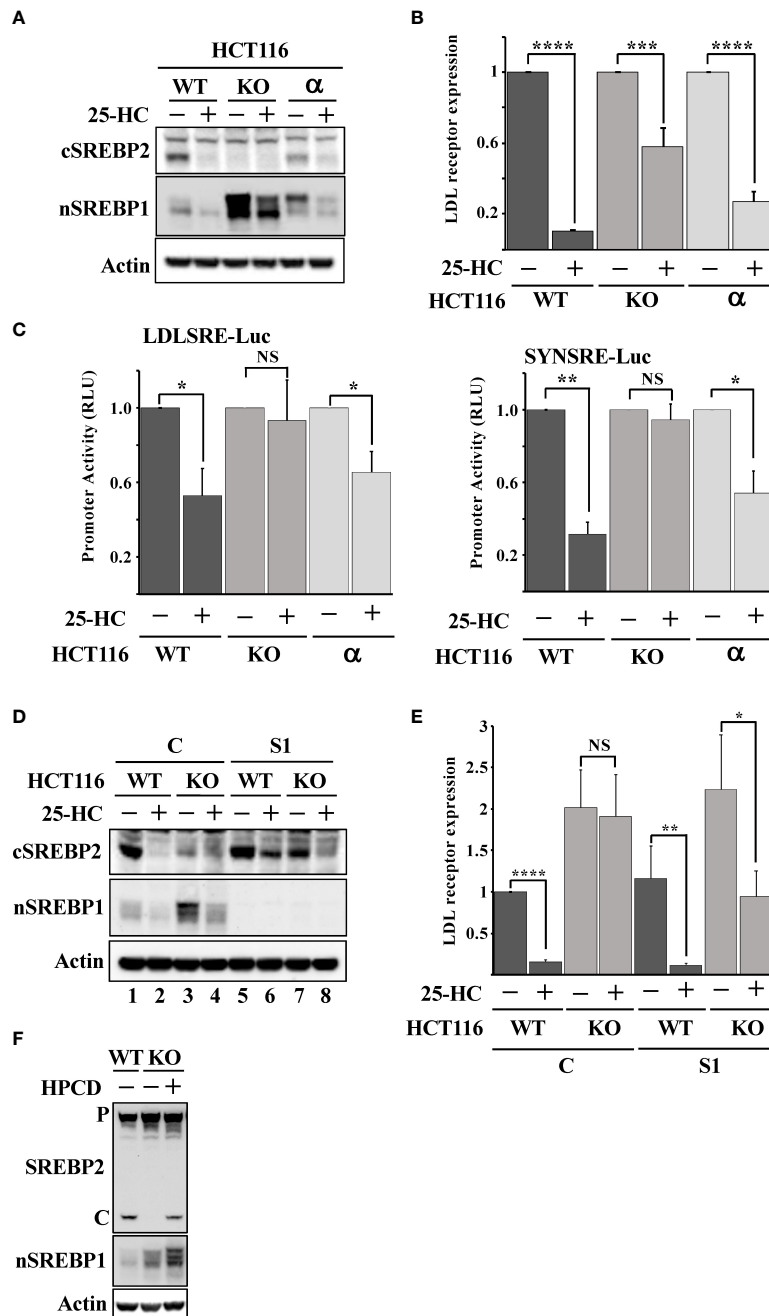 A
HCT116
WT KO α
25-HC − + − + − +
cSREBP2
nSREBP1
Actin
B
LDL receptor expression
1
0.6
0.2
**** *** ****
25-HC − + − + − +
HCT116 WT KO α
C
LDLSRE-Luc
Promoter Activity (RLU)
1.0
0.6
0.2
* NS *
25-HC − + − + − +
HCT116 WT KO α
SYNSRE-Luc
Promoter Activity (RLU)
1.0
0.6
0.2
** NS *
25-HC − + − + − +
HCT116 WT KO α
D
C S1
HCT116 WT KO WT KO
25-HC − + − + − + − +
cSREBP2
nSREBP1
Actin
1 2 3 4 5 6 7 8
E
LDL receptor expression
3
2.5
2
1.5
1
0.5
**** NS ** *
25-HC − + − + − + − +
HCT116 WT KO WT KO
C S1
F
WT KO
HPCD − − +
P
SREBP2
C
nSREBP1
Actin